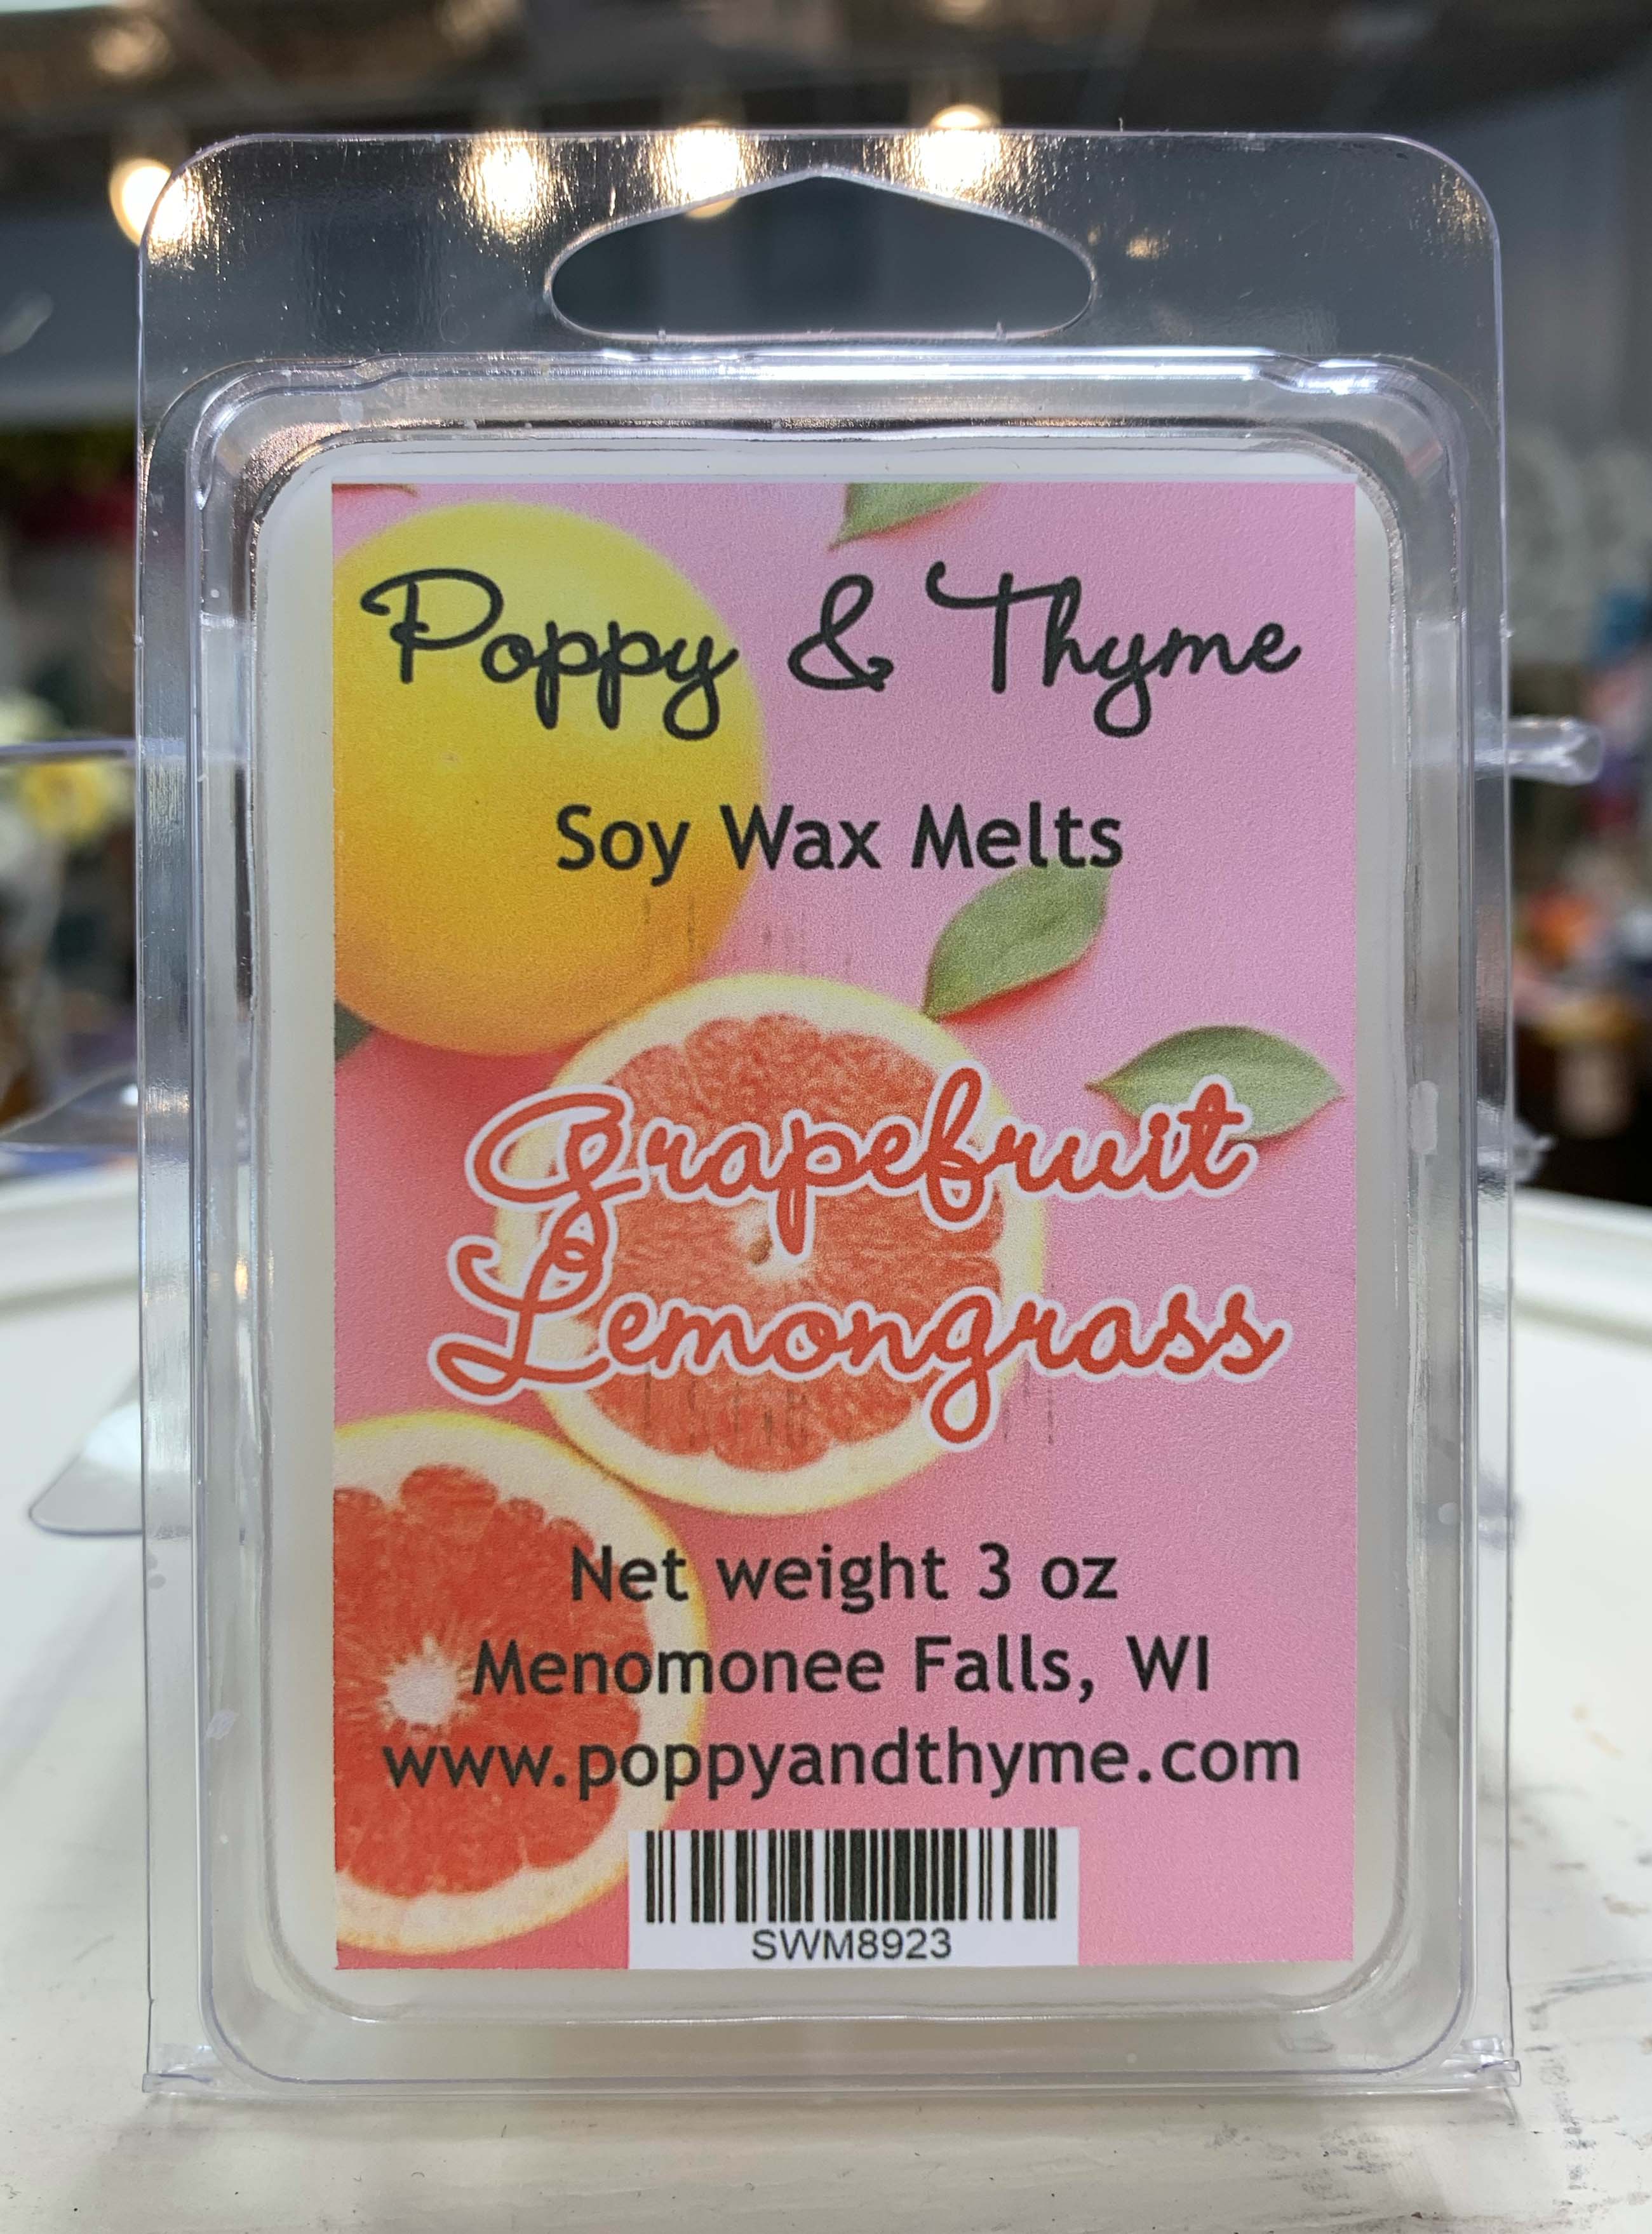 Poppy & Thyme
Soy Wax Melts
Grapefruit
Lemongrass
Net weight 3 oz
Menomonee Falls, WI
www.poppyandthyme.com
SWM8923